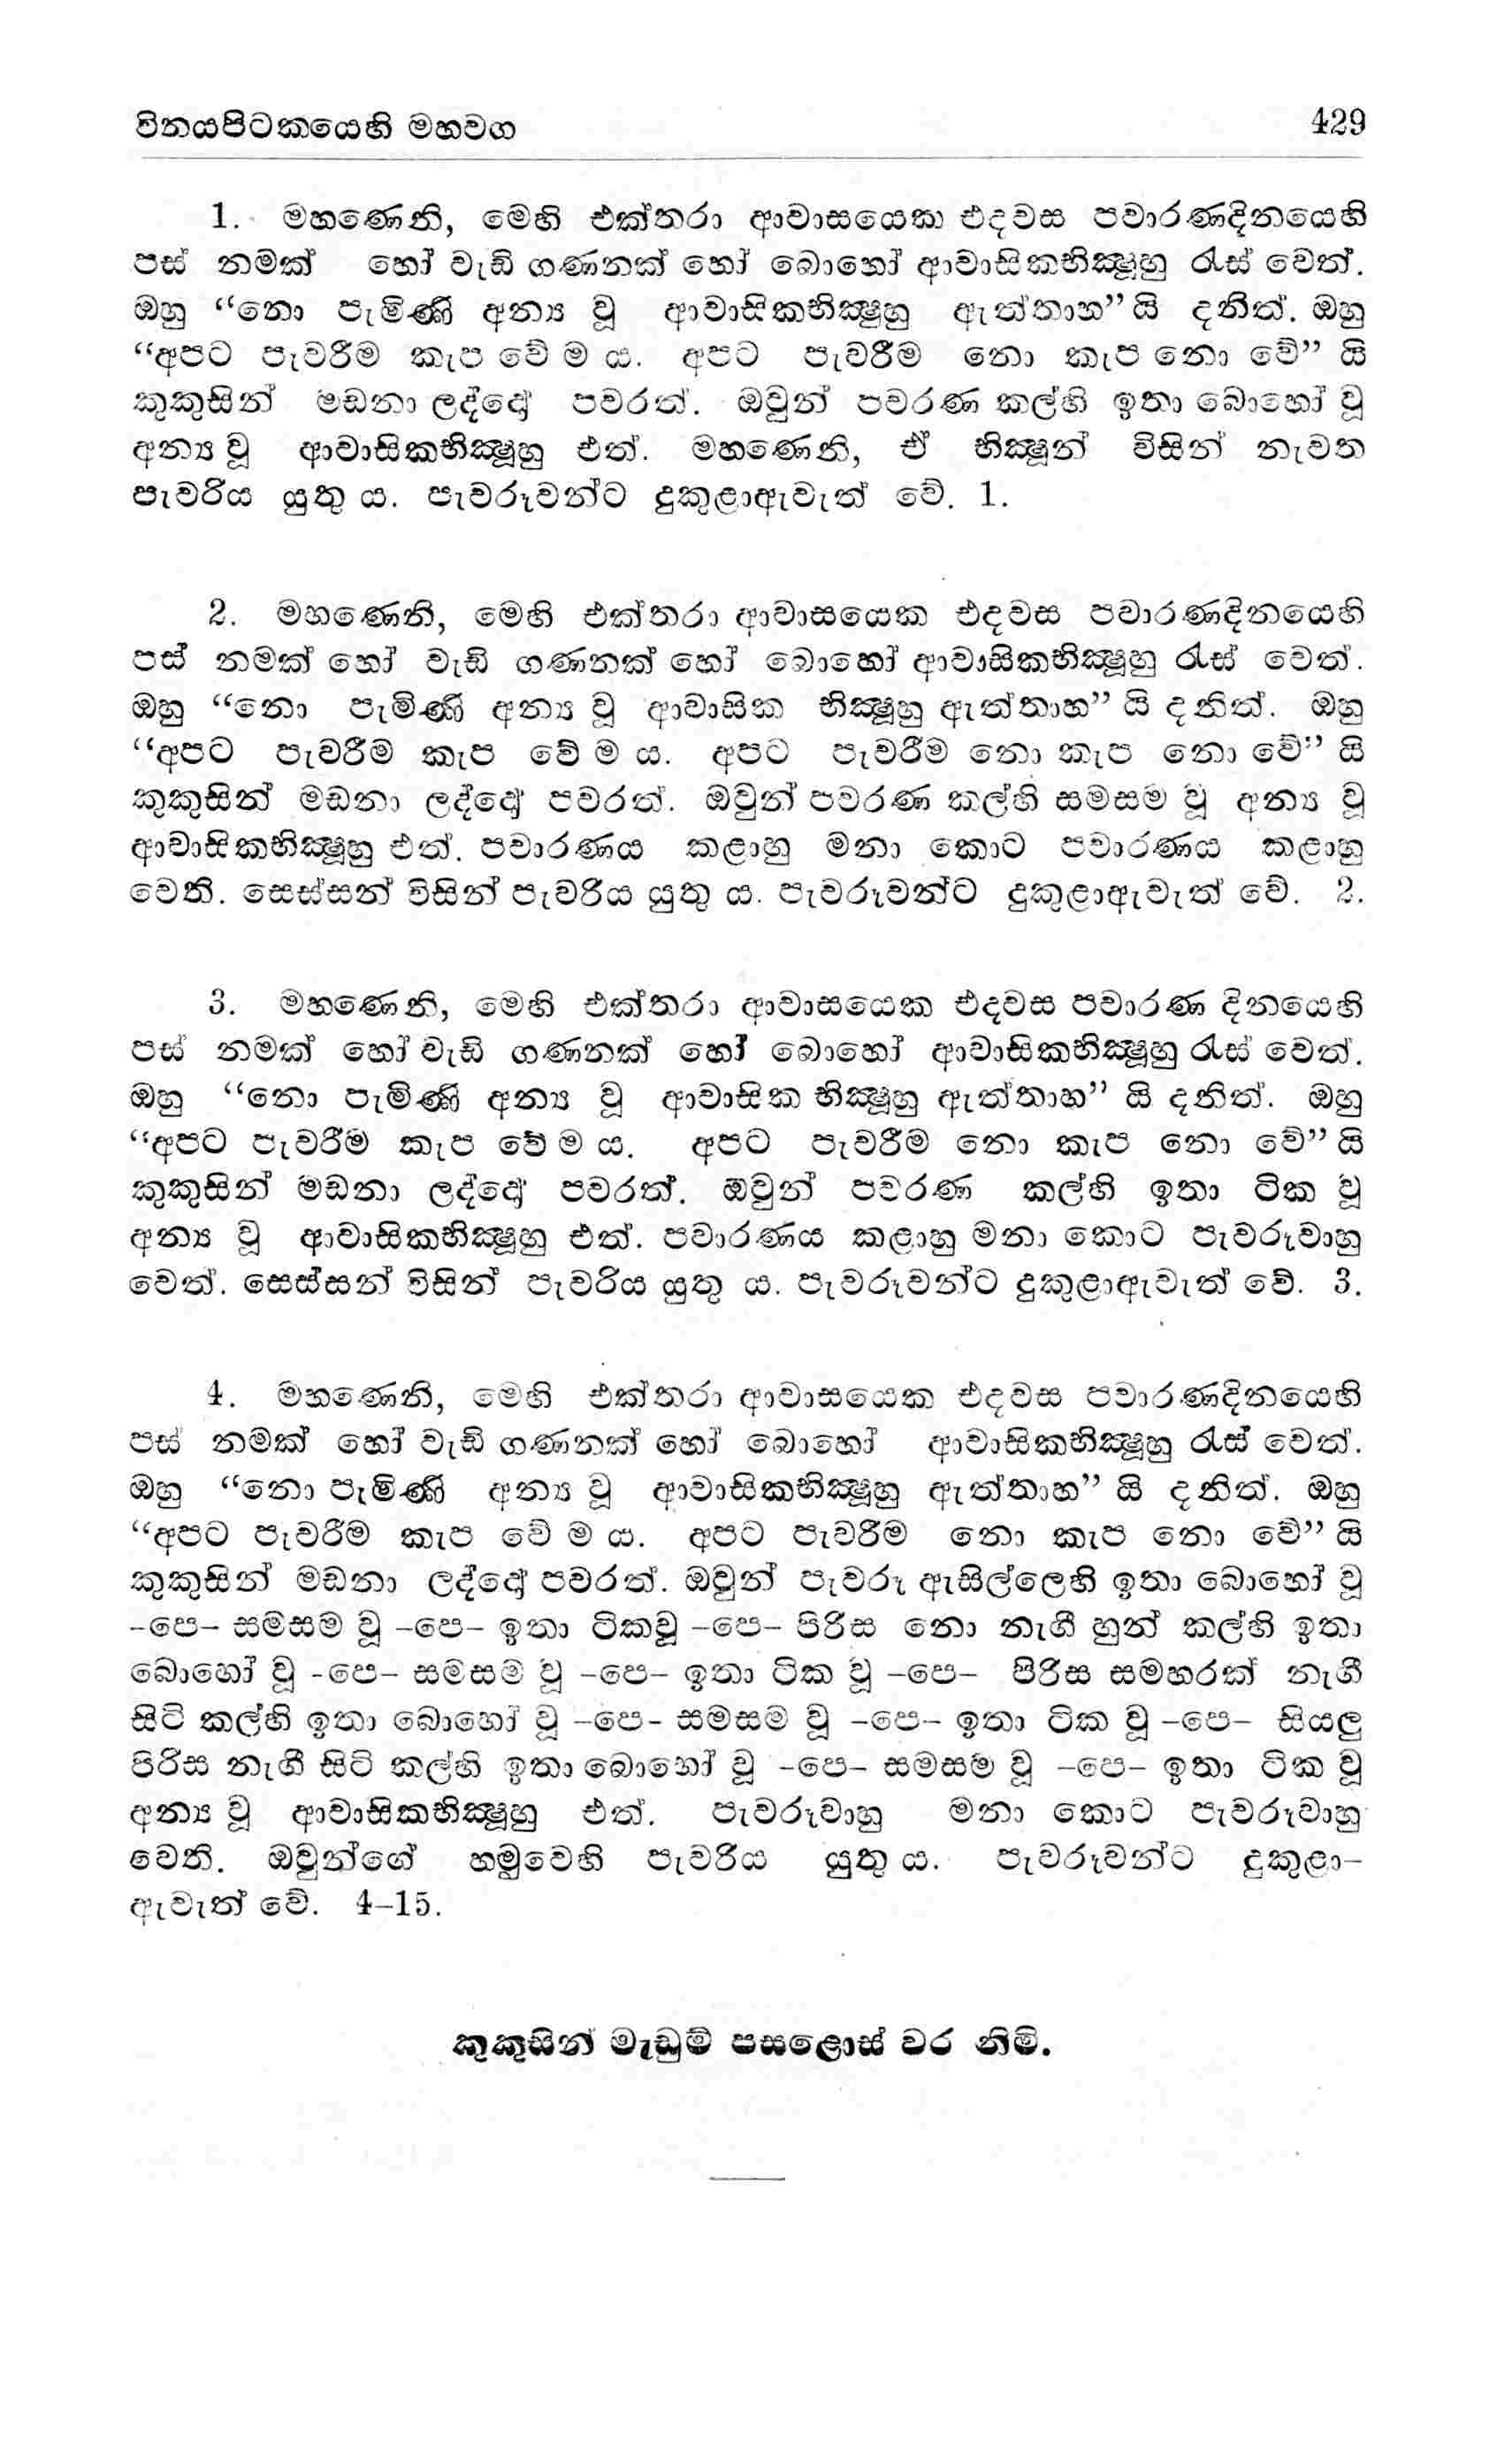 විනයපිටකයෙහි මහවග 429
1. මහණෙනි, මෙහි එක්තරා ආවාසයෙක එදවස පවාරණදිනයෙහි
පස් නමක් හෝ වැඩි ගණනක් හෝ බොහෝ ආවාසිකභික්‍ෂූහු රැස් වෙත්.
ඔහු “නො පැමිණි අන්‍ය වූ ආවාසිකභික්‍ෂුහු ඇත්තාහ” යි දනිත්. ඔහු
“අපට පැවරීම කැප වේ ම ය. අපට පැවරීම නො කැප නො වේ” යි
කුකුසින් මඩනා ලද්දෝ පවරත්. ඔවුන් පවරණ කල්හි ඉතා බොහෝ වූ
අන්‍ය වූ ආවාසිකභික්‍ෂූහු එත්. මහණෙනි, ඒ භික්‍ෂූන් විසින් නැවත
පැවරිය යුතු ය. පැවරූවන්ට දුකුළාඇවැත් වේ. 1.
2. මහණෙනි, මෙහි එක්තරා ආවාසයෙක එදවස පවාරණදිනයෙහි
පස් නමක් හෝ වැඩි ගණනක් හෝ බොහෝ ආවාසිකභික්‍ෂූහු රැස් වෙත්.
ඔහු “නො පැමිණි අන්‍ය වූ ආවාසික භික්‍ෂූහු ඇත්තාහ” යි දනිත්. ඔහු
“අපට පැවරීම කැප වේ ම ය. අපට පැවරීම නො කැප නො වේ” යි
කුකුසින් මඩනා ලද්දෝ පවරත්. ඔවුන් පවරණ කල්හි සමසම වූ අන්‍ය වූ
ආවාසිකභික්‍ෂූහු එත්. පවාරණය කළාහු මනා කොට පවාරණය කළාහු
වෙති. සෙස්සන් විසින් පැවරිය යුතු ය. පැවරූවන්ට දුකුළාඇවැත් වේ. 2.
3. මහණෙනි, මෙහි එක්තරා ආවාසයෙක එදවස පවාරණ දිනයෙහි
පස් නමක් හෝ වැඩි ගණනක් හෝ බොහෝ ආවාසිකභික්‍ෂූහු රැස් වෙත්.
ඔහු “නො පැමිණි අන්‍ය වූ ආවාසික භික්‍ෂූහු ඇත්තාහ” යි දනිත්. ඔහු
“අපට පැවරීම කැප වේ ම ය. අපට පැවරීම නො කැප නො වේ” යි
කුකුසින් මඩනා ලද්දෝ පවරත්. ඔවුන් පවරණ කල්හි ඉතා ටික වූ
අන්‍ය වූ ආවාසිකභික්‍ෂූහු එත්. පවාරණය කළාහු මනා කොට පැවරූවාහු
වෙත්. සෙස්සන් විසින් පැවරිය යුතු ය. පැවරූවන්ට දුකුළාඇවැත් වේ. 3.
4. මහණෙනි, මෙහි එක්තරා ආවාසයෙක එදවස පවාරණදිනයෙහි
පස් නමක් හෝ වැඩි ගණනක් හෝ බොහෝ ආවාසිකභික්‍ෂූහු රැස් වෙත්.
ඔහු “නො පැමිණි අන්‍ය වූ ආවාසිකභික්‍ෂූහු ඇත්තාහ” යි දනිත්. ඔහු
“අපට පැවරීම කැප වේ ම ය. අපට පැවරීම නො කැප නො වේ” යි
කුකුසින් මඩනා ලද්දෝ පවරත්. ඔවුන් පැවරූ ඇසිල්ලෙහි ඉතා බොහෝ වූ
-පෙ- සමසම වූ -පෙ- ඉතා ටිකවූ -පෙ- පිරිස නො නැගී හුන් කල්හි ඉතා
බොහෝ වූ -පෙ- සමසම වූ -පෙ- ඉතා ටික වූ -පෙ- පිරිස සමහරක් නැගී
සිටි කල්හි ඉතා බොහෝ වූ -පෙ- සමසම වූ -පෙ- ඉතා ටික වූ -පෙ- සියලු
පිරිස නැගී සිටි කල්හි ඉතා බොහෝ වූ -පෙ- සමසම වූ -පෙ- ඉතා ටික වූ
අන්‍ය වූ ආවාසිකභික්‍ෂූහු එත්. පැවරූවාහු මනා කොට පැවරූවාහු
වෙති. ඔවුන්ගේ හමුවෙහි පැවරිය යුතු ය. පැවරූවන්ට දුකුළා-
ඇවැත් වේ. 4-15.
කුකුසින් මැඩුම් පසළොස් වර නිමි.